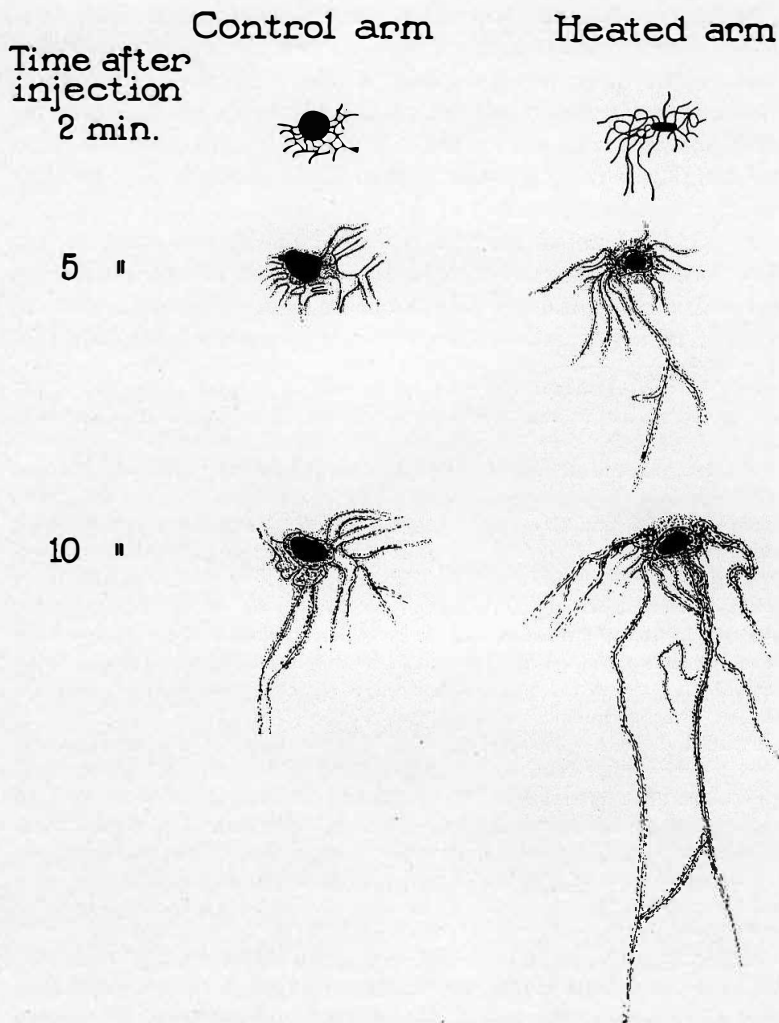 Control arm
Heated arm
Time after
injection
2 min.
5 "
10 "